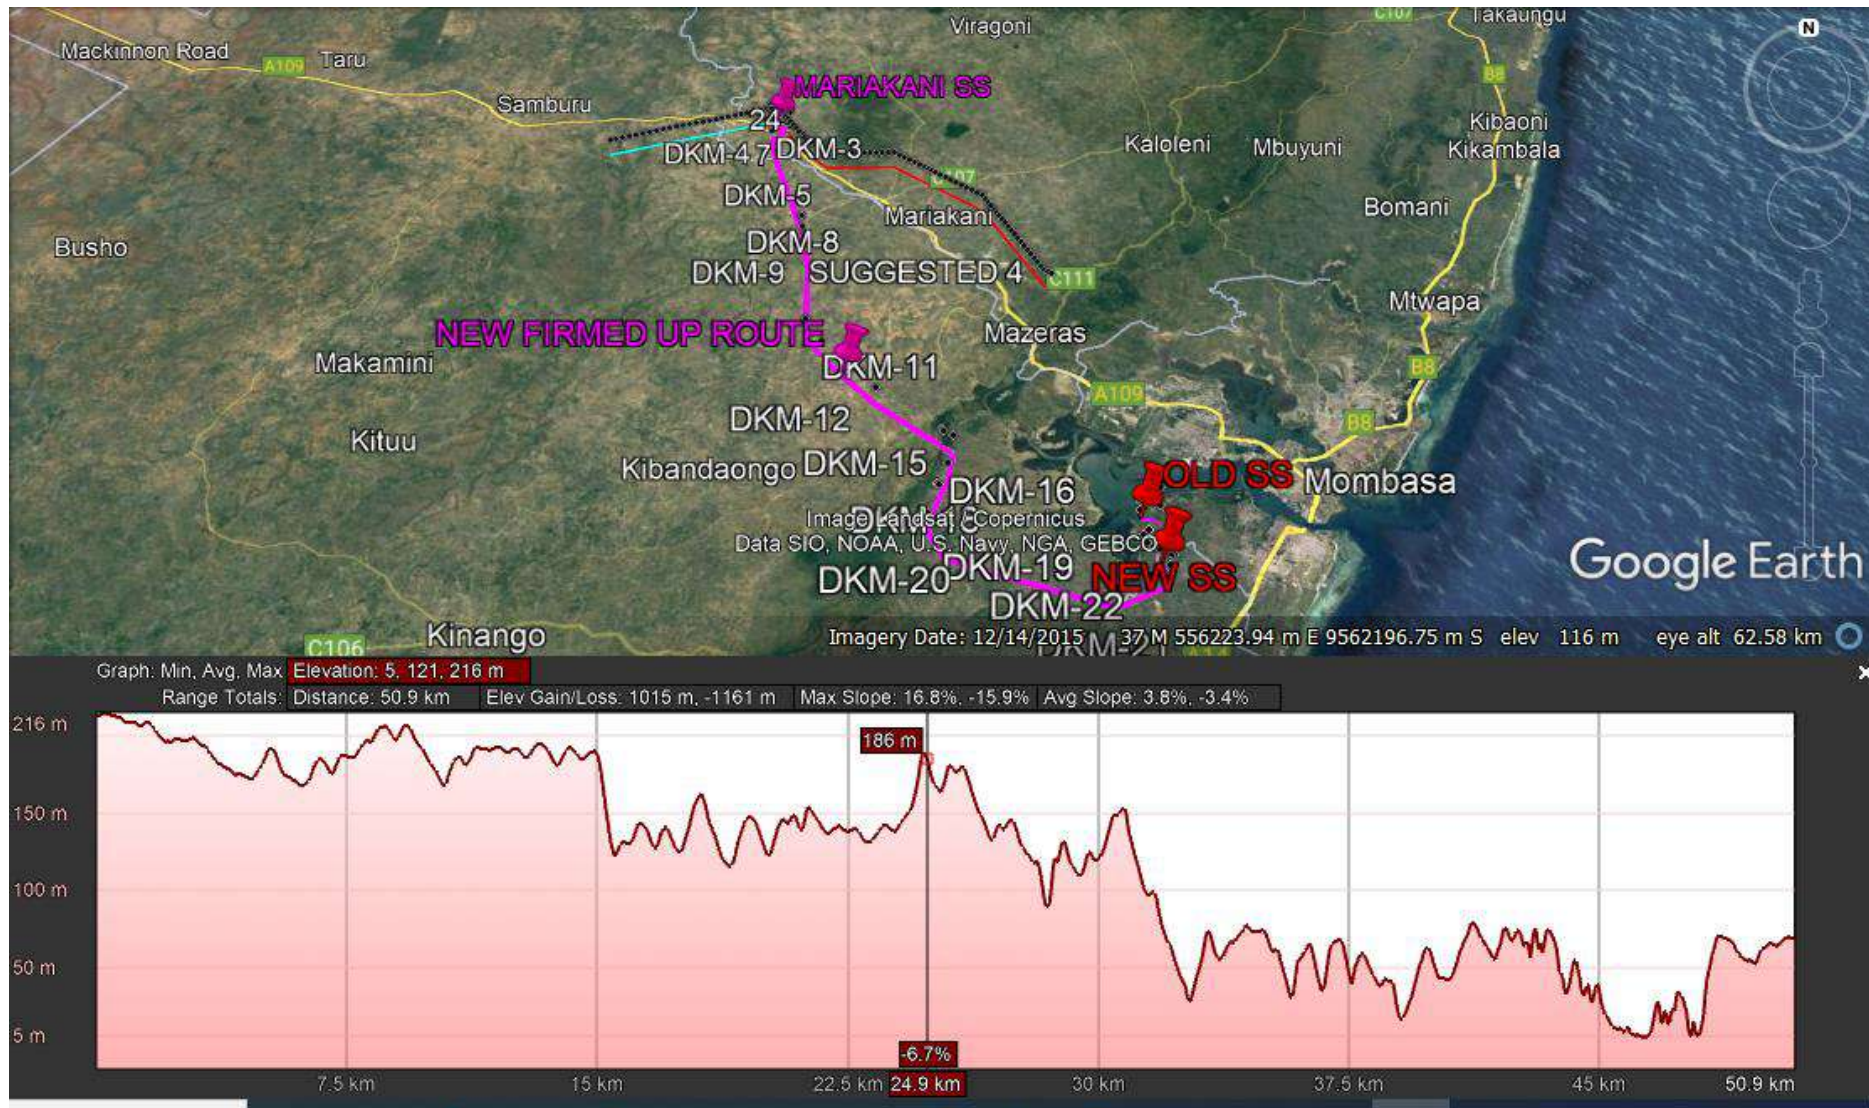 Takaungu
C107
Viragoni
N
Mackinnon Road
A109
Taru
B8
MARIAKANI SS
Samburu
24
Kibaoni
DKM-4 7
DKM-3
Kaloleni
Mbuyuni
Kikambala
C107
DKM-5
Mariakani
Bomani
Busho
DKM-8
DKM-9
SUGGESTED 4
C111
Mtwapa
NEW FIRMED UP ROUTE
Mazeras
Makamini
DKM-11
B8
A109
DKM-12
B8
Kituu
Kibandaongo
DKM-15
OLD SS
Mombasa
DKM-16
Image Landsat / Copernicus
Data SIO, NOAA, U.S. Navy, NGA, GEBCO
Google Earth
DKM-19
DKM-20
NEW SS
DKM-22
Kinango
C106
Imagery Date: 12/14/2015 37 M 556223.94 m E 9562196.75 m S elev 116 m eye alt 62.58 km
A14
Graph: Min, Avg, Max Elevation: 5, 121, 216 m
Range Totals: Distance: 50.9 km Elev Gain/Loss: 1015 m, -1161 m Max Slope: 16.8%, -15.9% Avg Slope: 3.8%, -3.4%
216 m
186 m
150 m
100 m
50 m
5 m
-6.7%
7.5 km 15 km 22.5 km 24.9 km 30 km 37.5 km 45 km 50.9 km